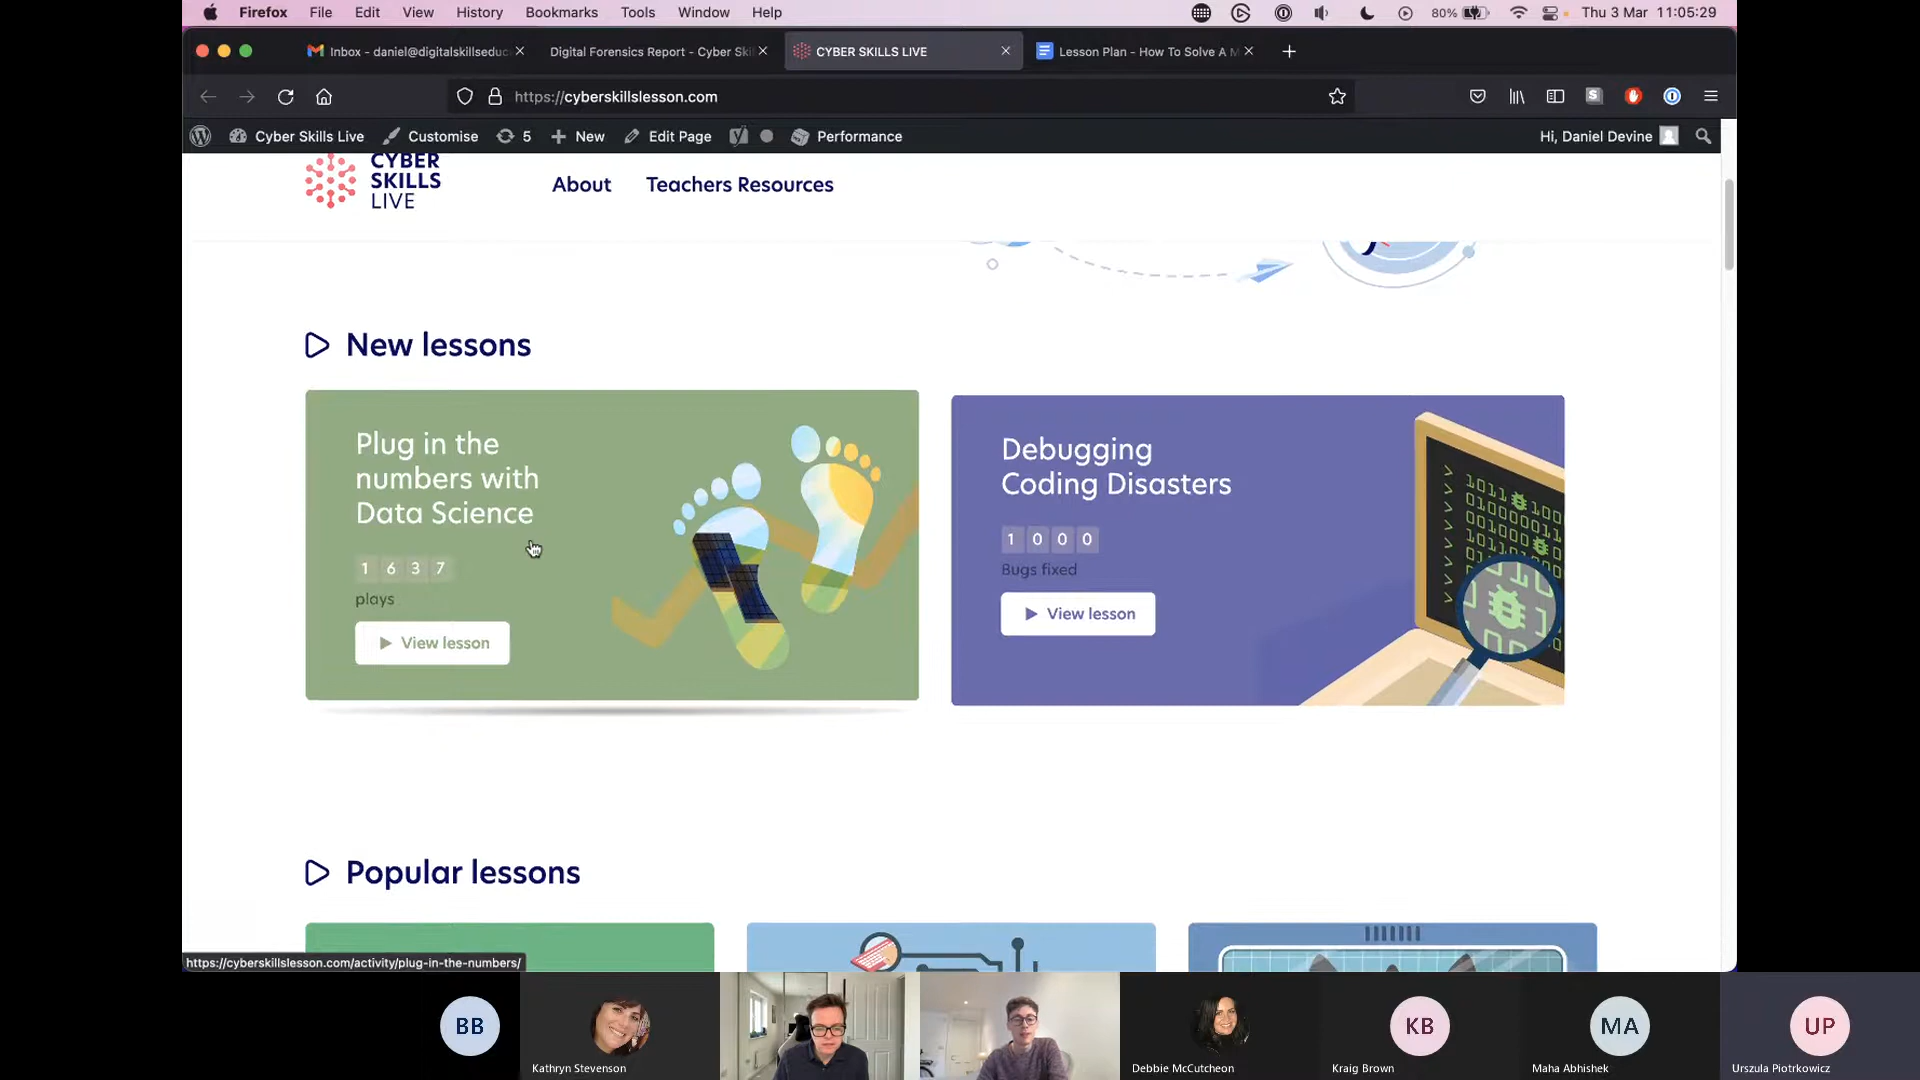 Firefox File Edit View History Bookmarks Tools Window Help 80% Thu 3 Mar 11:05:29
Inbox - daniel@digitalskillseduc Digital Forensics Report - Cyber Ski CYBER SKILLS LIVE Lesson Plan - How To Solve A M
https://cyberskillslesson.com
Cyber Skills Live Customise 5 New Edit Page Performance Hi, Daniel Devine
CYBER
SKILLS
LIVE
About Teachers Resources
New lessons
Plug in the
numbers with
Data Science
1 6 3 7
plays
View lesson
Debugging
Coding Disasters
1 0 0 0
Bugs fixed
View lesson
Popular lessons
https://cyberskillslesson.com/activity/plug-in-the-numbers/
BB
Kathryn Stevenson
Debbie McCutcheon
KB
Kraig Brown
MA
Maha Abhishek
UP
Urszula Piotrkowicz